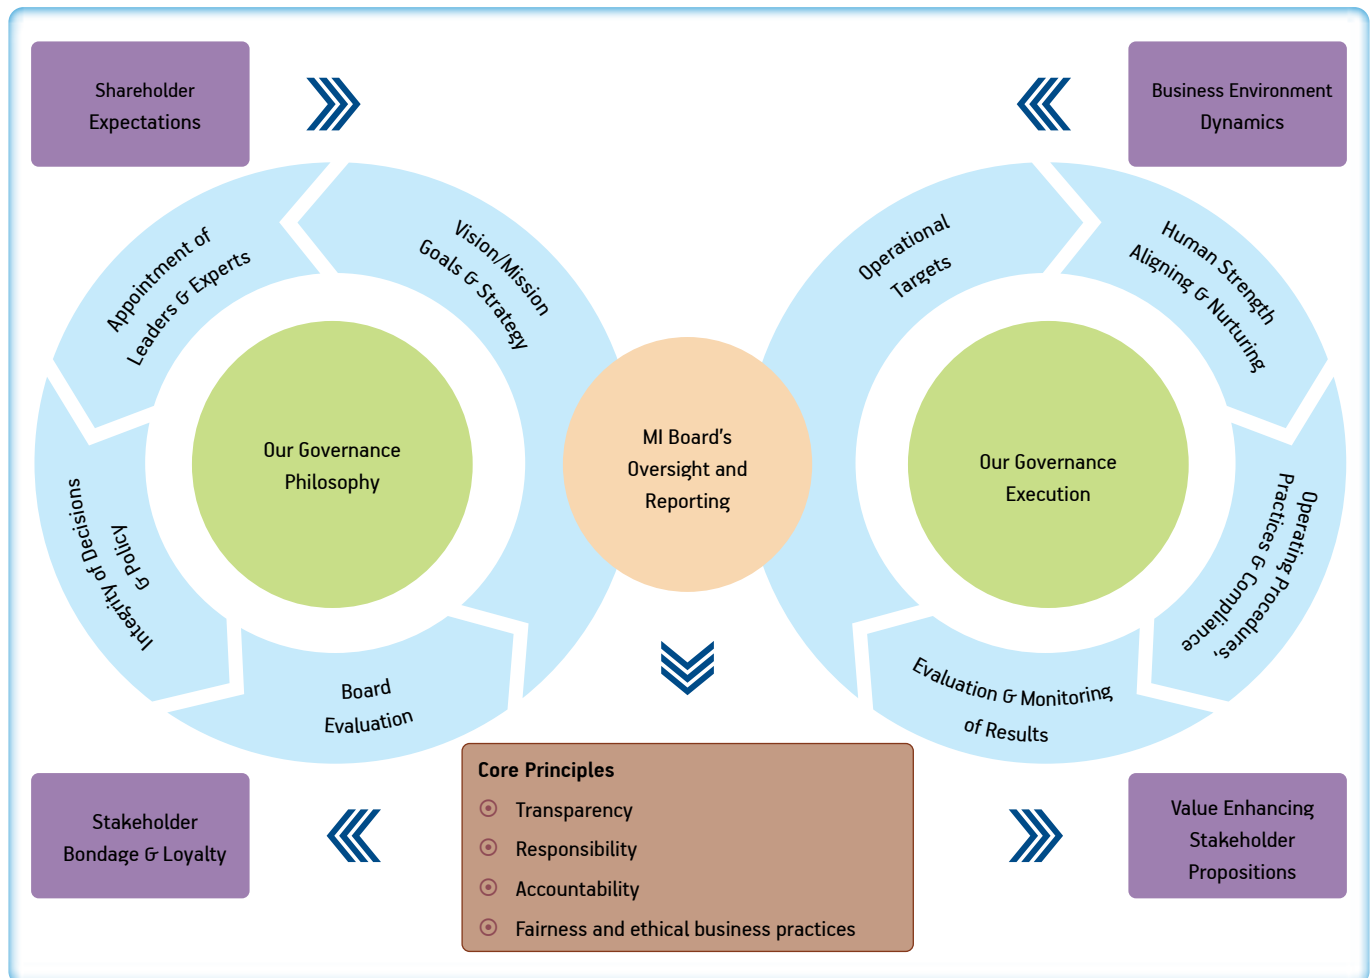 Shareholder
Expectations
Business Environment
Dynamics
Appointment of
Leaders & Experts
Vision/Mission
Goals & Strategy
Operational
Targets
Human Strength
Aligning & Nurturing
Our Governance
Philosophy
MI Board's
Oversight and
Reporting
Our Governance
Execution
Integrity of Decisions
& Policy
Operating Procedures,
Practices & Compliance
Board
Evaluation
Evaluation & Monitoring
of Results
Stakeholder
Bondage & Loyalty
Core Principles
Transparency
Responsibility
Accountability
Fairness and ethical business practices
Value Enhancing
Stakeholder
Propositions